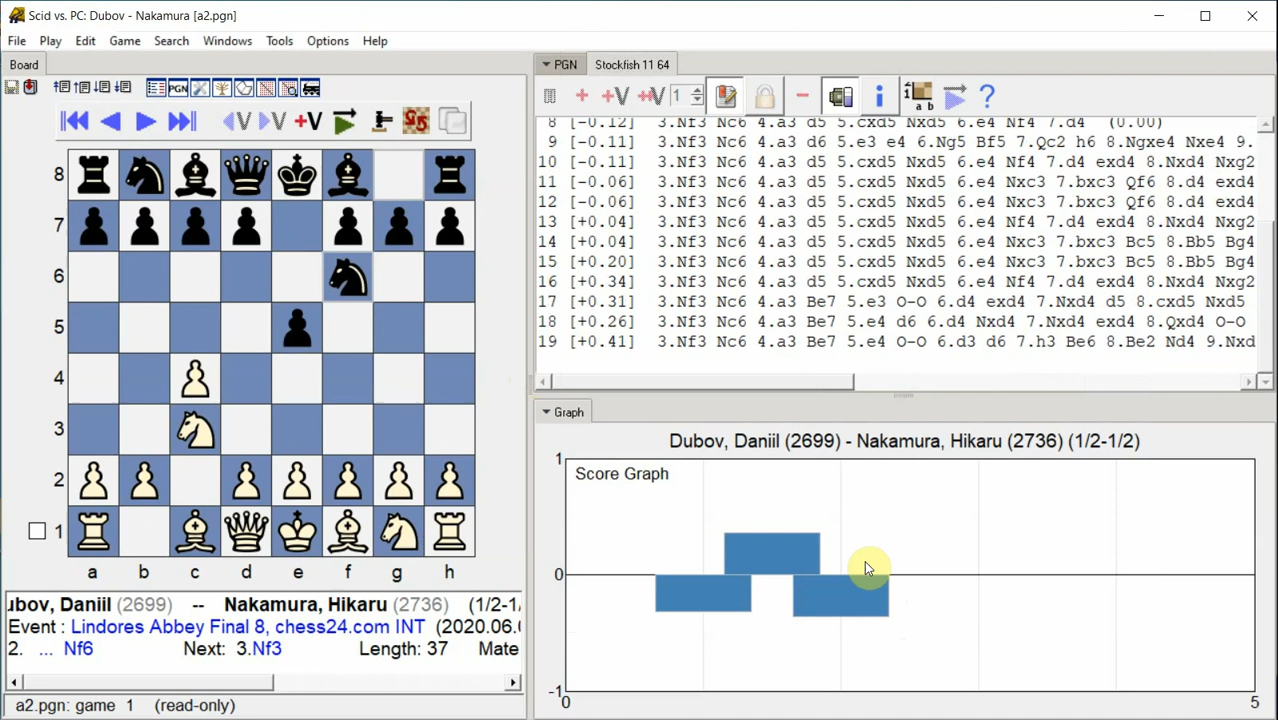 Scid vs. PC: Dubov - Nakamura [a2.pgn]
File Play Edit Game Search Windows Tools Options Help
Board
PGN
8
7
6
5
4
3
2
1
a b c d e f g h
ubov, Daniil (2699) -- Nakamura, Hikaru (2736) (1/2-1/
Event : Lindores Abbey Final 8, chess24.com INT (2020.06.0
2. ... Nf6 Next: 3.Nf3 Length: 37 Mate
a2.pgn: game 1 (read-only)
PGN Stockfish 11 64
1
8 [-0.12] 3.Nf3 Nc6 4.a3 d5 5.cxd5 Nxd5 6.e4 Nf4 7.d4 (0.00)
9 [-0.11] 3.Nf3 Nc6 4.a3 d6 5.e3 e4 6.Ng5 Bf5 7.Qc2 h6 8.Ngxe4 Nxe4 9.
10 [-0.11] 3.Nf3 Nc6 4.a3 d5 5.cxd5 Nxd5 6.e4 Nf4 7.d4 exd4 8.Nxd4 Nxg2
11 [-0.06] 3.Nf3 Nc6 4.a3 d5 5.cxd5 Nxd5 6.e4 Nxc3 7.bxc3 Qf6 8.d4 exd4
12 [-0.06] 3.Nf3 Nc6 4.a3 d5 5.cxd5 Nxd5 6.e4 Nxc3 7.bxc3 Qf6 8.d4 exd4
13 [+0.04] 3.Nf3 Nc6 4.a3 d5 5.cxd5 Nxd5 6.e4 Nf4 7.d4 exd4 8.Nxd4 Nxg2
14 [+0.04] 3.Nf3 Nc6 4.a3 d5 5.cxd5 Nxd5 6.e4 Nxc3 7.bxc3 Bc5 8.Bb5 Bg4
15 [+0.20] 3.Nf3 Nc6 4.a3 d5 5.cxd5 Nxd5 6.e4 Nxc3 7.bxc3 Bc5 8.Bb5 Bg4
16 [+0.34] 3.Nf3 Nc6 4.a3 d5 5.cxd5 Nxd5 6.e4 Nf4 7.d4 exd4 8.Nxd4 Nxg2
17 [+0.31] 3.Nf3 Nc6 4.a3 Be7 5.e3 O-O 6.d4 exd4 7.Nxd4 d5 8.cxd5 Nxd5
18 [+0.26] 3.Nf3 Nc6 4.a3 Be7 5.e4 d6 6.d4 Nxd4 7.Nxd4 exd4 8.Qxd4 O-O
19 [+0.41] 3.Nf3 Nc6 4.a3 Be7 5.e4 O-O 6.d3 d6 7.h3 Be6 8.Be2 Nd4 9.Nxd
Graph
Dubov, Daniil (2699) - Nakamura, Hikaru (2736) (1/2-1/2)
1
Score Graph
0
-1
0 5